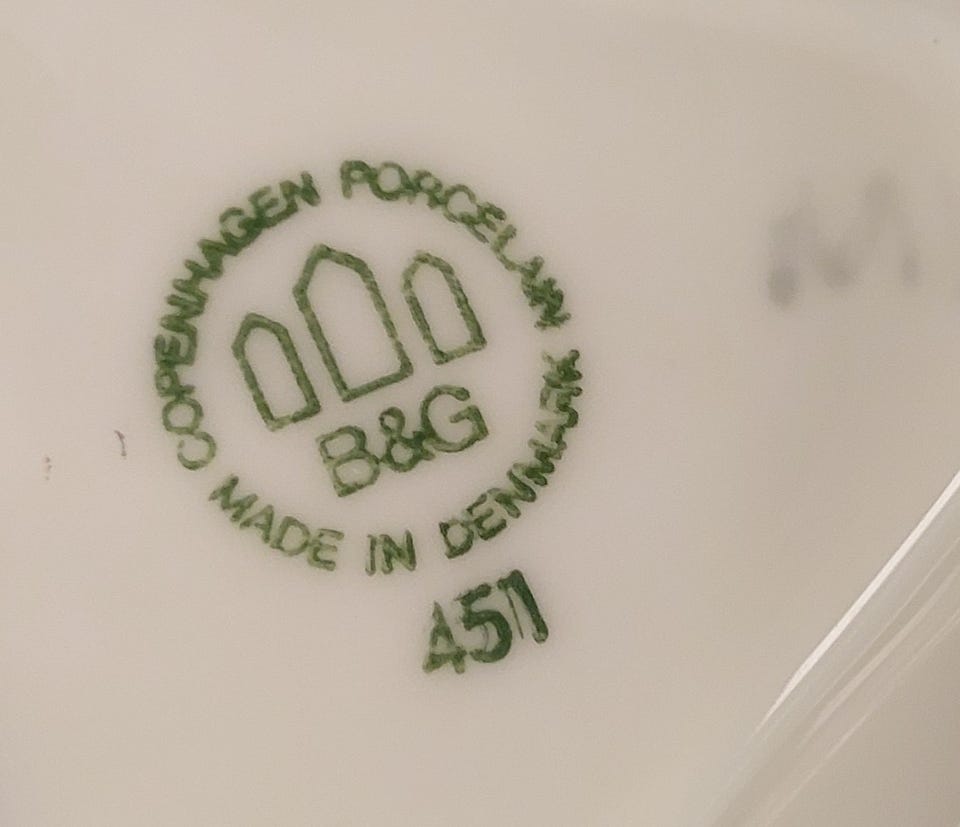 COPENHAGEN PORCELAIN
B&G
MADE IN DENMARK
451
M